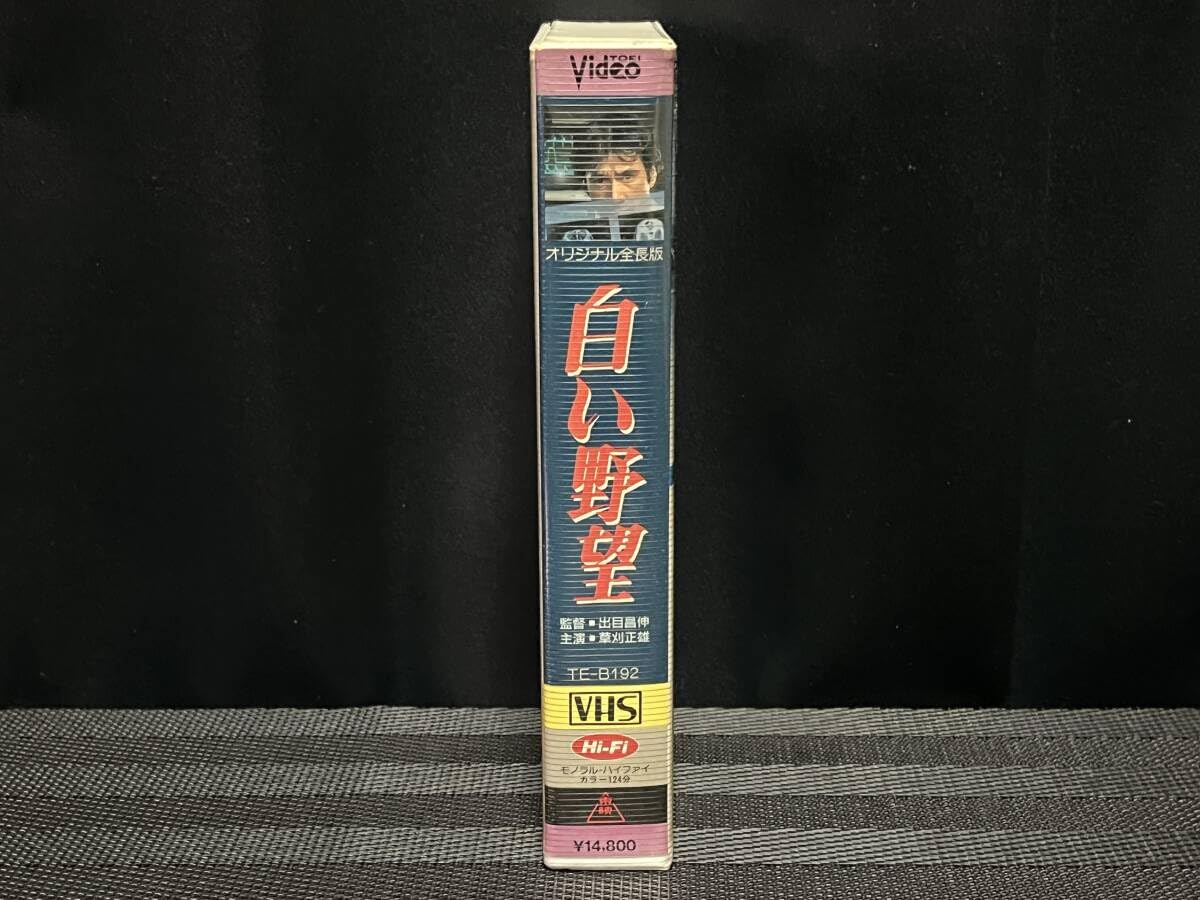 TOEI
Video
オリジナル全長版
白い野望
監督■出目昌伸
主演■草刈正雄
TE-B192
VHS
Hi-Fi
モノラル・ハイファイ
カラー124分
東映
¥14,800